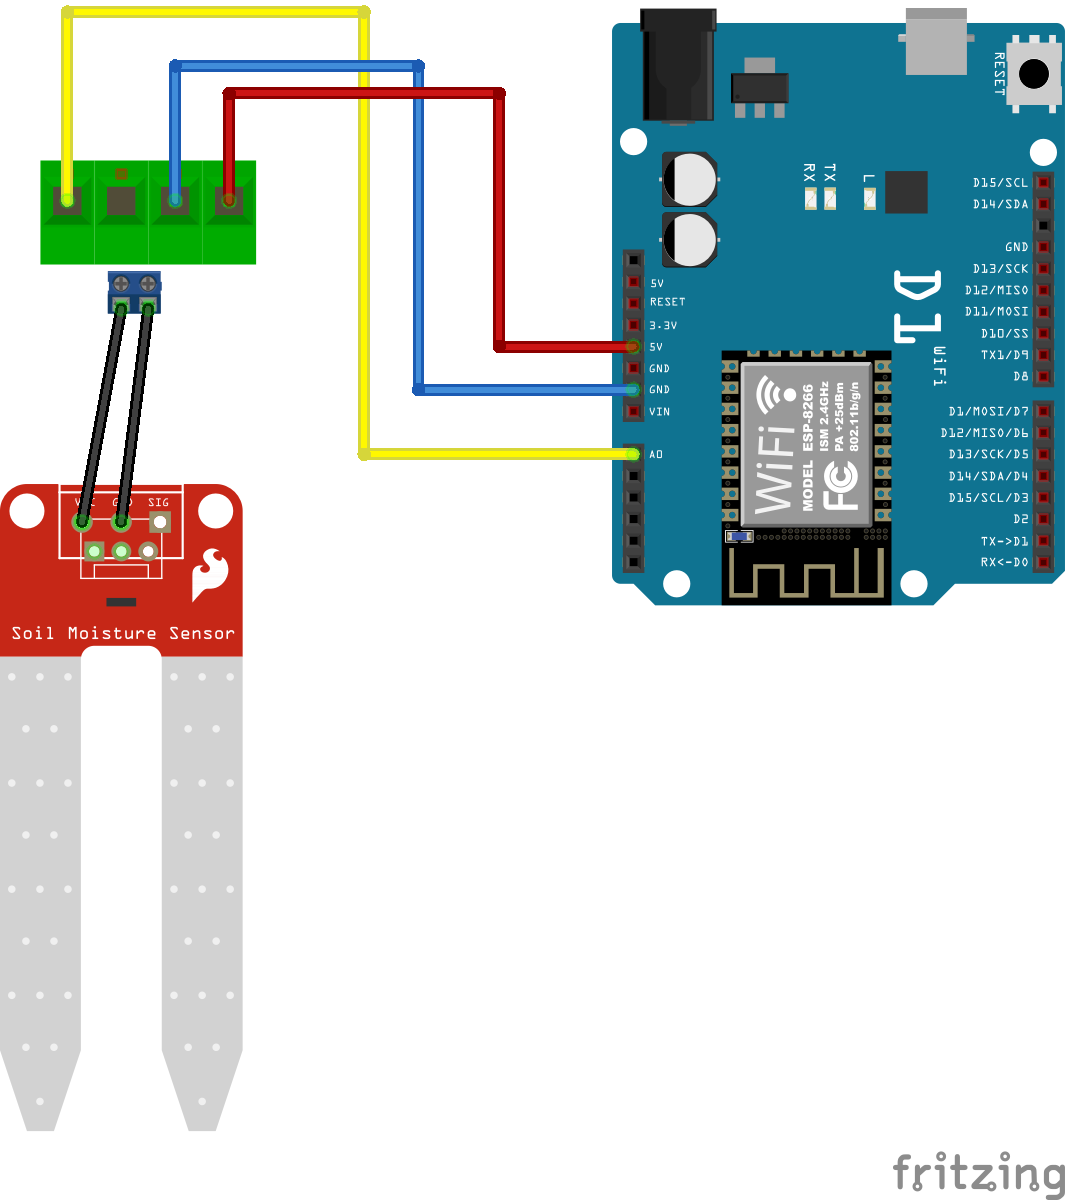 RESET
RX
TX
L
D1
WiFi
5V
RESET
3.3V
5V
GND
GND
VIN
A0
D15/SCL
D14/SDA
GND
D13/SCK
D12/MISO
D11/MOSI
D10/SS
TX1/D9
D8
D1/MOSI/D7
D12/MISO/D6
D13/SCK/D5
D14/SDA/D4
D15/SCL/D3
D2
TX->D1
RX<-D0
WiFi
MODEL ESP-8266
ISM 2.4GHz
PA +25dBm
802.11b/g/n
FC
SIG
Soil Moisture Sensor
fritzing